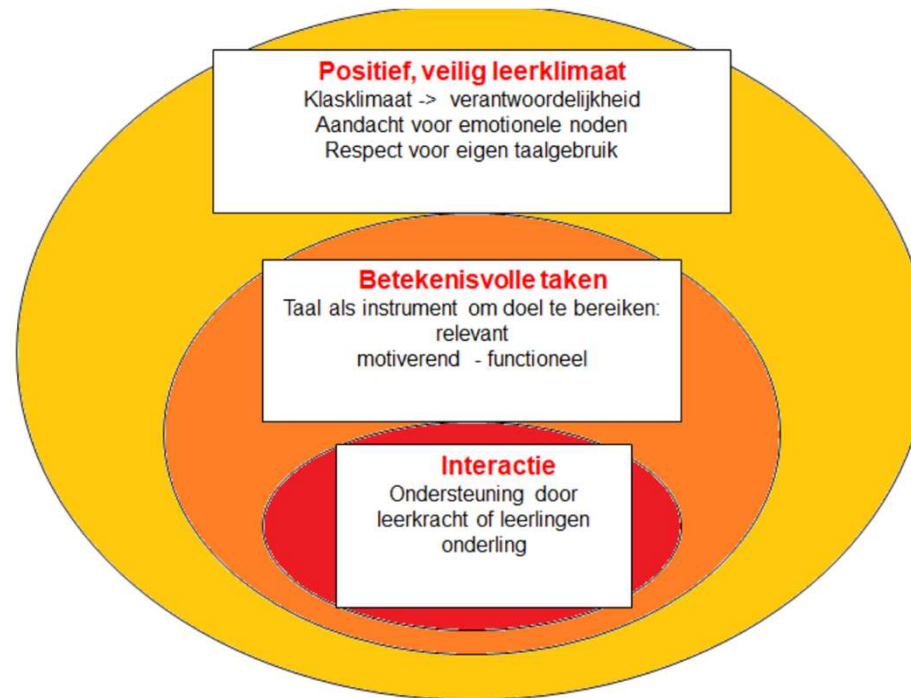 Positief, veilig leerklimaat
Klasklimaat -> verantwoordelijkheid
Aandacht voor emotionele noden
Respect voor eigen taalgebruik
Betekenisvolle taken
Taal als instrument om doel te bereiken:
relevant
motiverend - functioneel
Interactie
Ondersteuning door
leerkracht of leerlingen
onderling